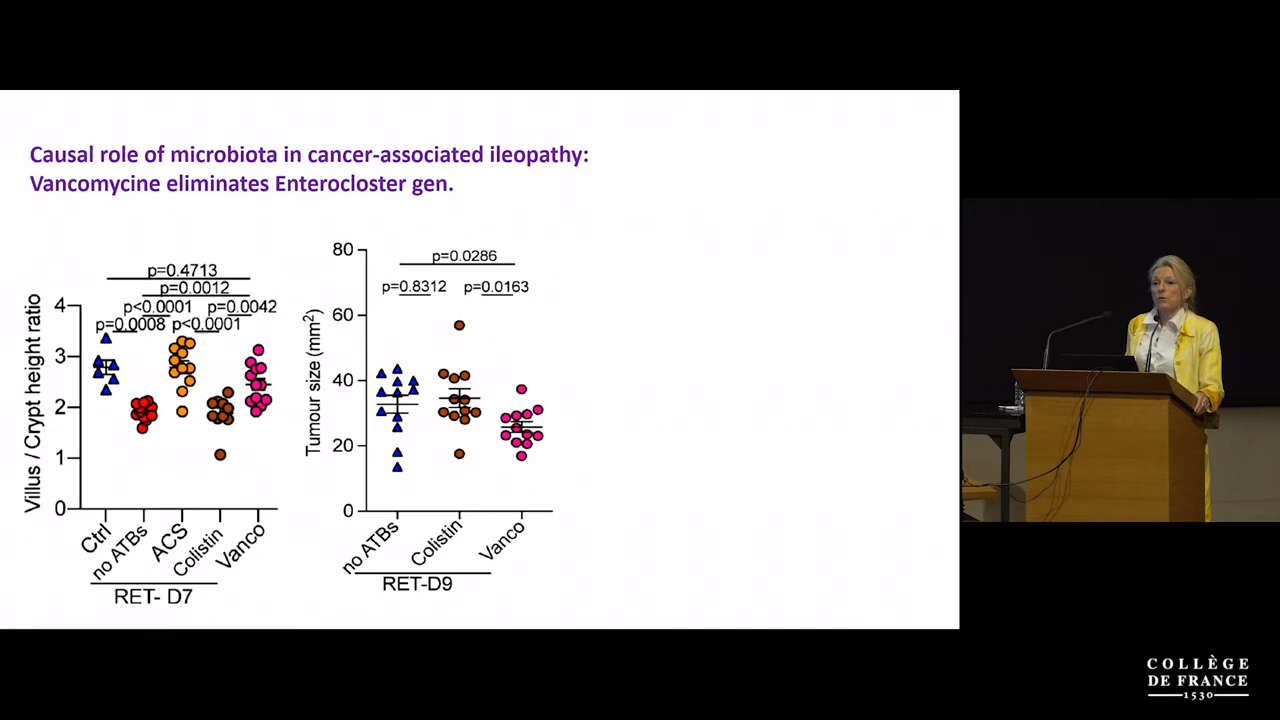 Causal role of microbiota in cancer-associated ileopathy:
Vancomycine eliminates Enterocloster gen.
p=0.4713
p=0.0012
p<0.0001 p=0.0042
p=0.0008 p<0.0001
Villus / Crypt height ratio
4
3
2
1
0
Ctrl
no ATBs
ACS
Colistin
Vanco
RET- D7
p=0.0286
p=0.8312 p=0.0163
Tumour size (mm²)
80
60
40
20
0
no ATBs
Colistin
Vanco
RET-D9
COLLÈGE
DE FRANCE
1530